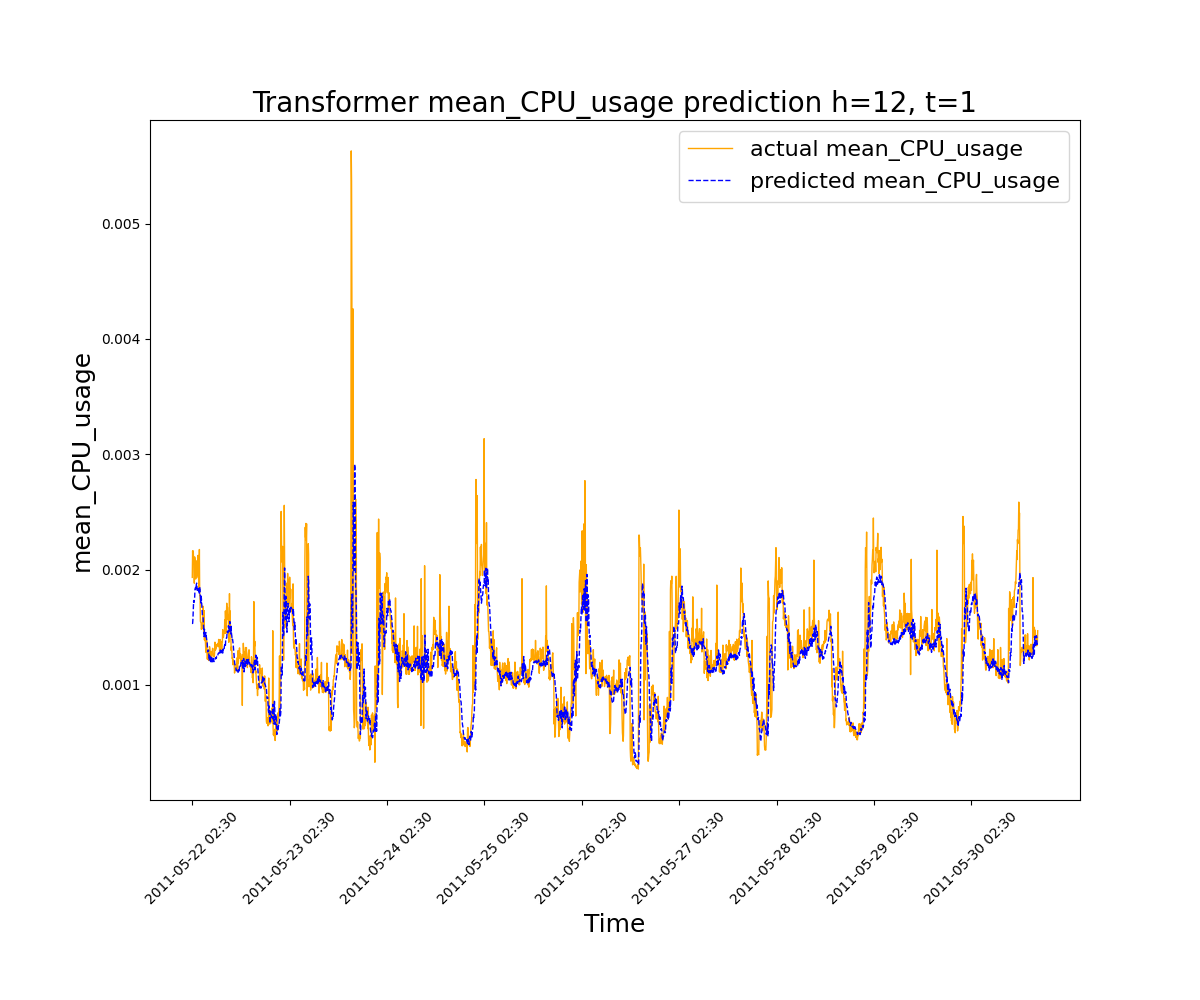 Transformer mean_CPU_usage prediction h=12, t=1
actual mean_CPU_usage
predicted mean_CPU_usage
mean_CPU_usage
0.005
0.004
0.003
0.002
0.001
2011-05-22 02:30
2011-05-23 02:30
2011-05-24 02:30
2011-05-25 02:30
2011-05-26 02:30
2011-05-27 02:30
2011-05-28 02:30
2011-05-29 02:30
2011-05-30 02:30
Time